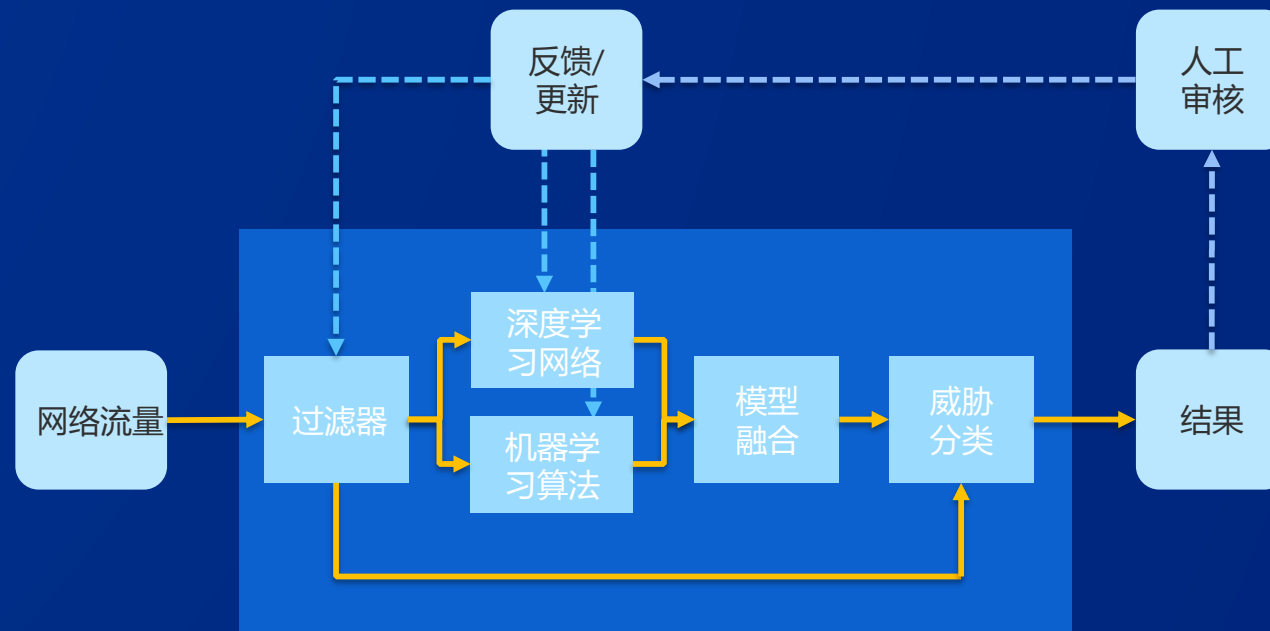 反馈/
更新
人工
审核
深度学
习网络
网络流量
过滤器
机器学
习算法
模型
融合
威胁
分类
结果